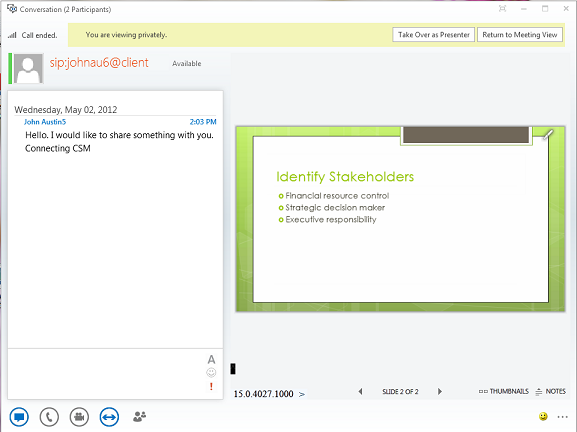 Conversation (2 Participants)
Call ended.
You are viewing privately.
Take Over as Presenter
Return to Meeting View
sip:johnau6@client
Available
Wednesday, May 02, 2012
John Austin5
2:03 PM
Hello. I would like to share something with you.
Connecting CSM
Identify Stakeholders
Financial resource control
Strategic decision maker
Executive responsibility
A
!
15.0.4027.1000 >
SLIDE 2 OF 2
THUMBNAILS
NOTES